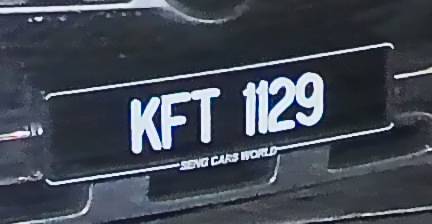 KFT 1129
SENG CARS WORLD